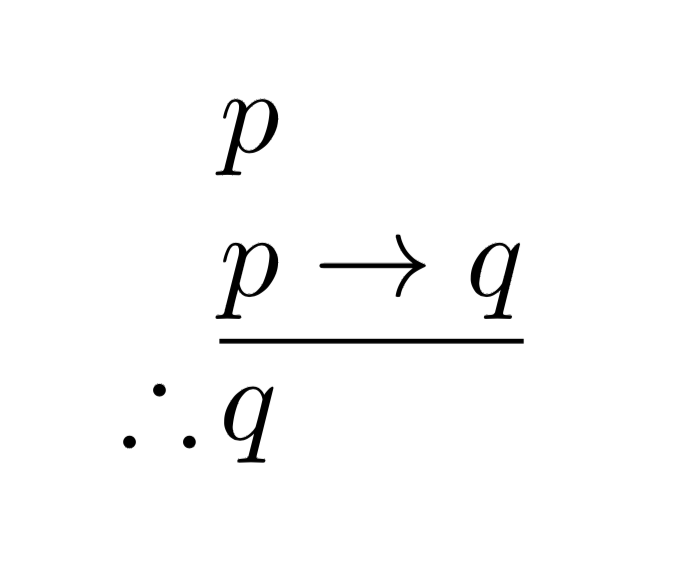 p
p → q
∴ q